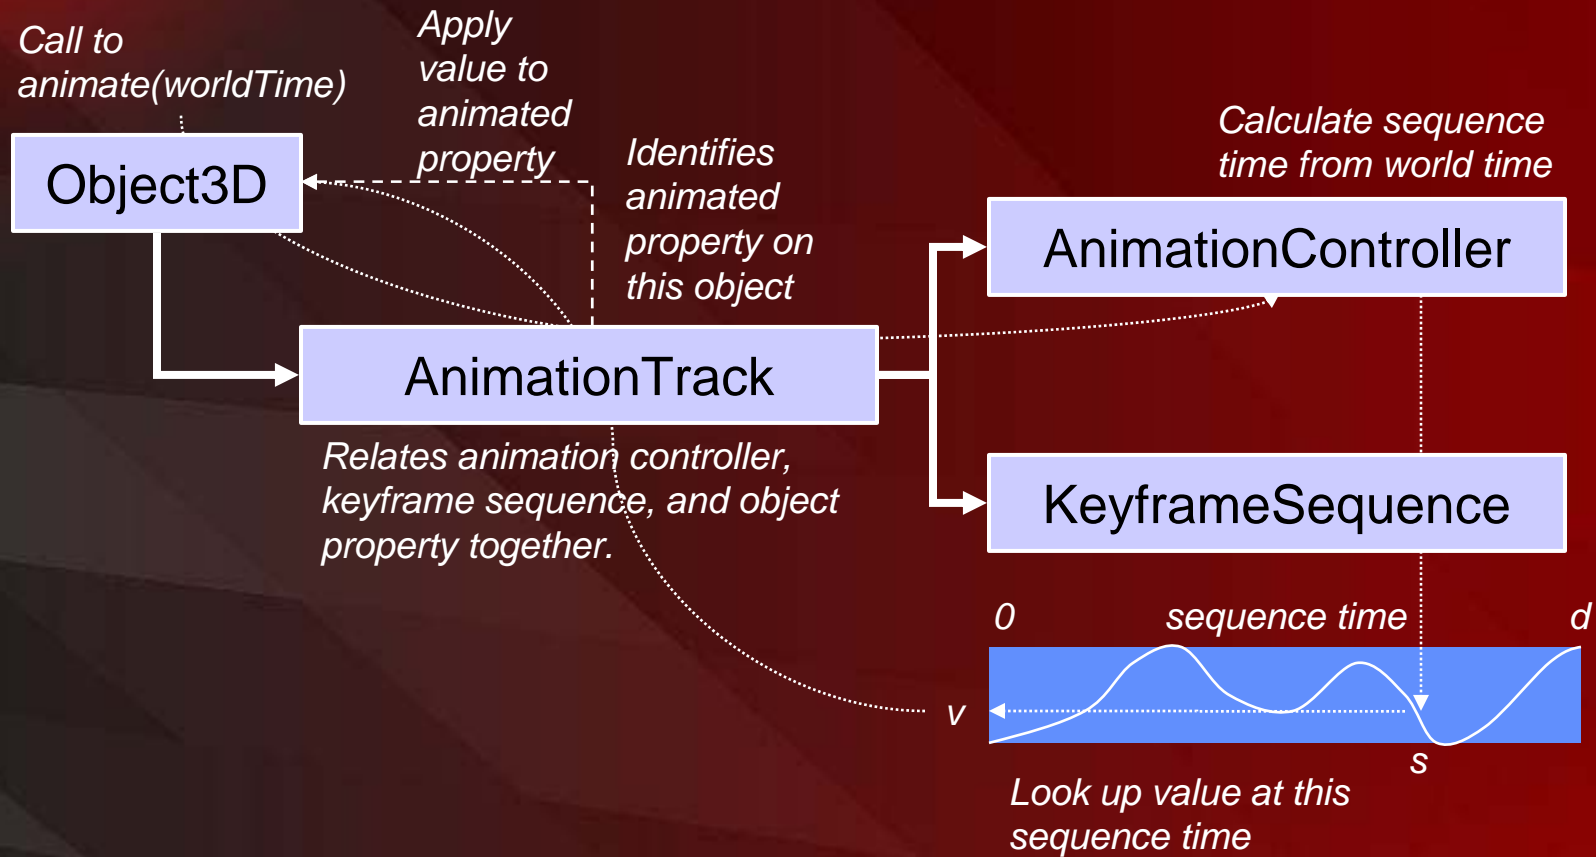 Call to
animate(worldTime)
Apply
value to
animated
property
Identifies
animated
property on
this object
Calculate sequence
time from world time
Object3D
AnimationController
AnimationTrack
Relates animation controller,
keyframe sequence, and object
property together.
KeyframeSequence
0 sequence time d
v
s
Look up value at this
sequence time